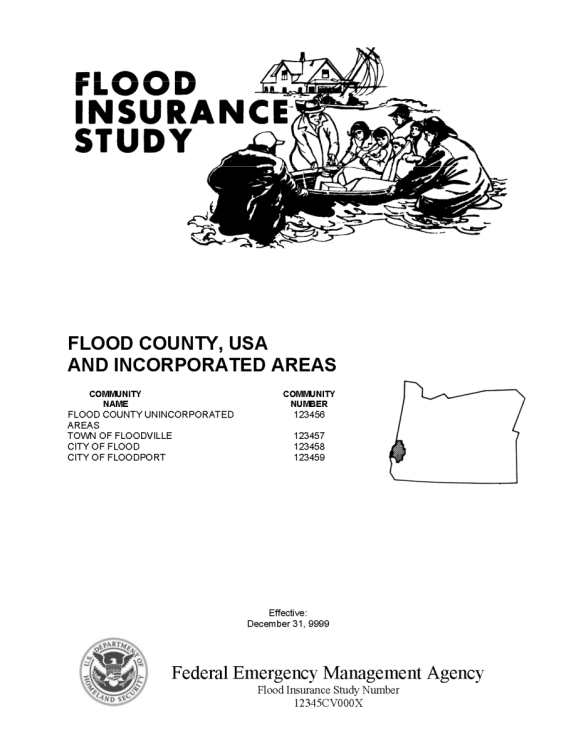 FLOOD
INSURANCE
STUDY
FLOOD COUNTY, USA
AND INCORPORATED AREAS
COMMUNITY NAME COMMUNITY NUMBER
FLOOD COUNTY UNINCORPORATED AREAS 123456
TOWN OF FLOODVILLE 123457
CITY OF FLOOD 123458
CITY OF FLOODPORT 123459
Effective:
December 31, 9999
U.S. DEPARTMENT OF HOMELAND SECURITY
Federal Emergency Management Agency
Flood Insurance Study Number
12345CV000X